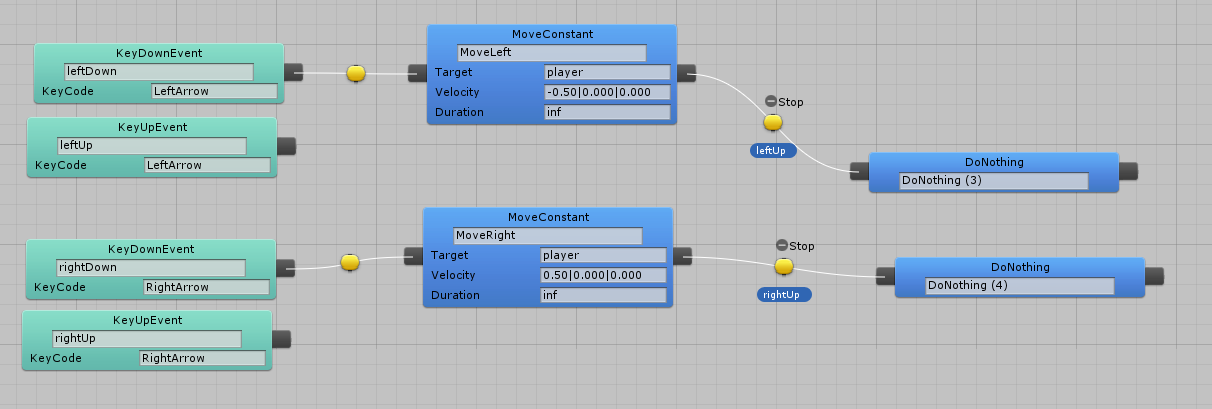 KeyDownEvent
leftDown
KeyCode LeftArrow
KeyUpEvent
leftUp
KeyCode LeftArrow
MoveConstant
MoveLeft
Target player
Velocity -0.50|0.000|0.000
Duration inf
Stop
leftUp
DoNothing
DoNothing (3)
KeyDownEvent
rightDown
KeyCode RightArrow
KeyUpEvent
rightUp
KeyCode RightArrow
MoveConstant
MoveRight
Target player
Velocity 0.50|0.000|0.000
Duration inf
Stop
rightUp
DoNothing
DoNothing (4)